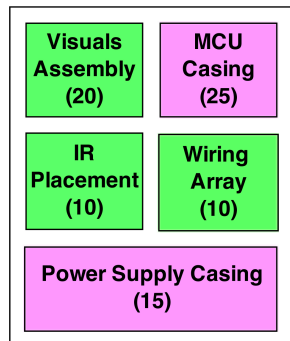 Visuals
Assembly
(20)
MCU
Casing
(25)
IR
Placement
(10)
Wiring
Array
(10)
Power Supply Casing
(15)